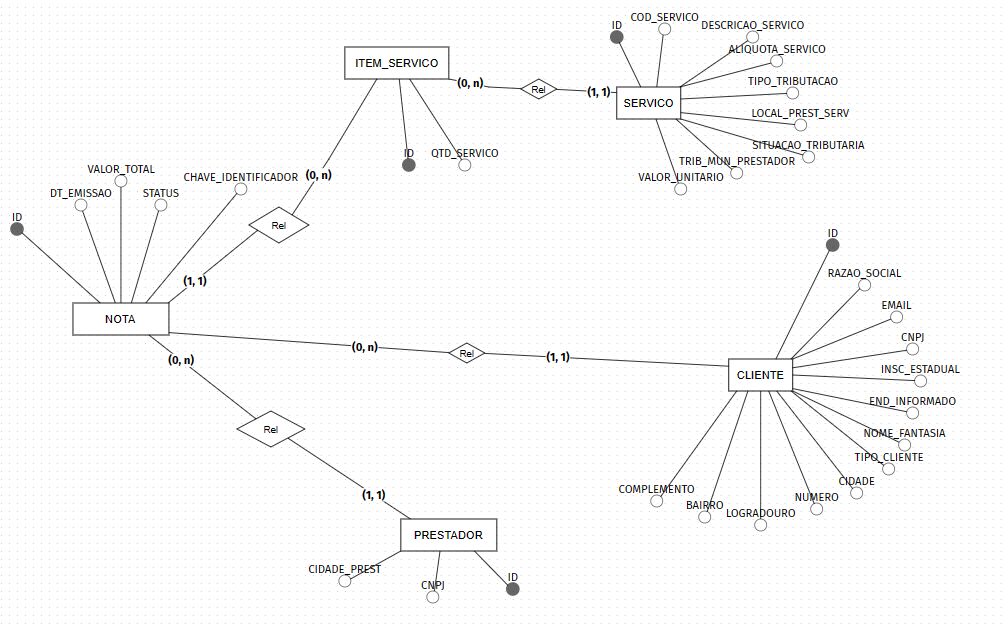 COD_SERVICO
ID
DESCRICAO_SERVICO
ALIQUOTA_SERVICO
ITEM_SERVICO
(0, n)
Rel
(1, 1)
SERVICO
TIPO_TRIBUTACAO
LOCAL_PREST_SERV
SITUACAO_TRIBUTARIA
TRIB_MUN_PRESTADOR
VALOR_UNITARIO
ID
QTD_SERVICO
(0, n)
VALOR_TOTAL
CHAVE_IDENTIFICADOR
DT_EMISSAO
STATUS
ID
Rel
(1, 1)
NOTA
(0, n)
Rel
(1, 1)
ID
RAZAO_SOCIAL
EMAIL
CNPJ
CLIENTE
INSC_ESTADUAL
END_INFORMADO
NOME_FANTASIA
TIPO_CLIENTE
CIDADE
NUMERO
LOGRADOURO
BAIRRO
COMPLEMENTO
(0, n)
Rel
(1, 1)
PRESTADOR
CIDADE_PREST
CNPJ
ID